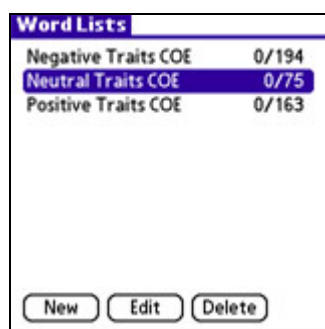 Word Lists
Negative Traits COE 0/194
Neutral Traits COE 0/75
Positive Traits COE 0/163
New Edit Delete